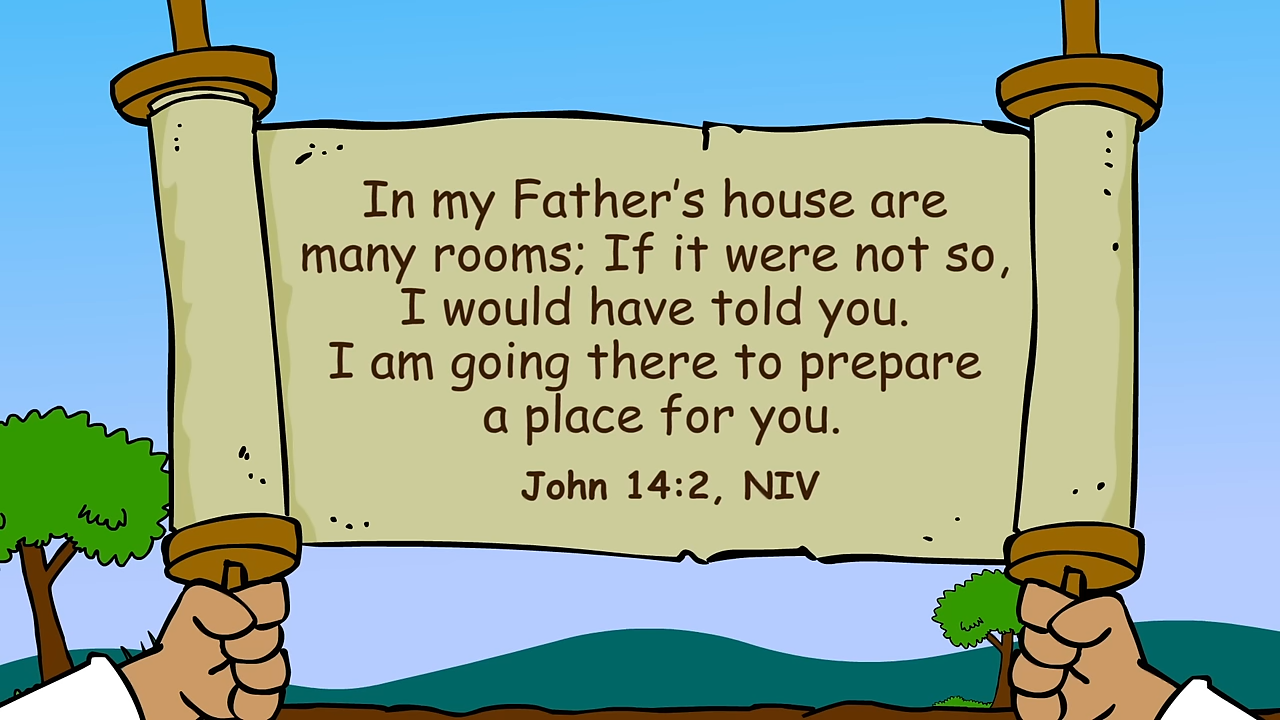 In my Father’s house are
many rooms; If it were not so,
I would have told you.
I am going there to prepare
a place for you.
John 14:2, NIV